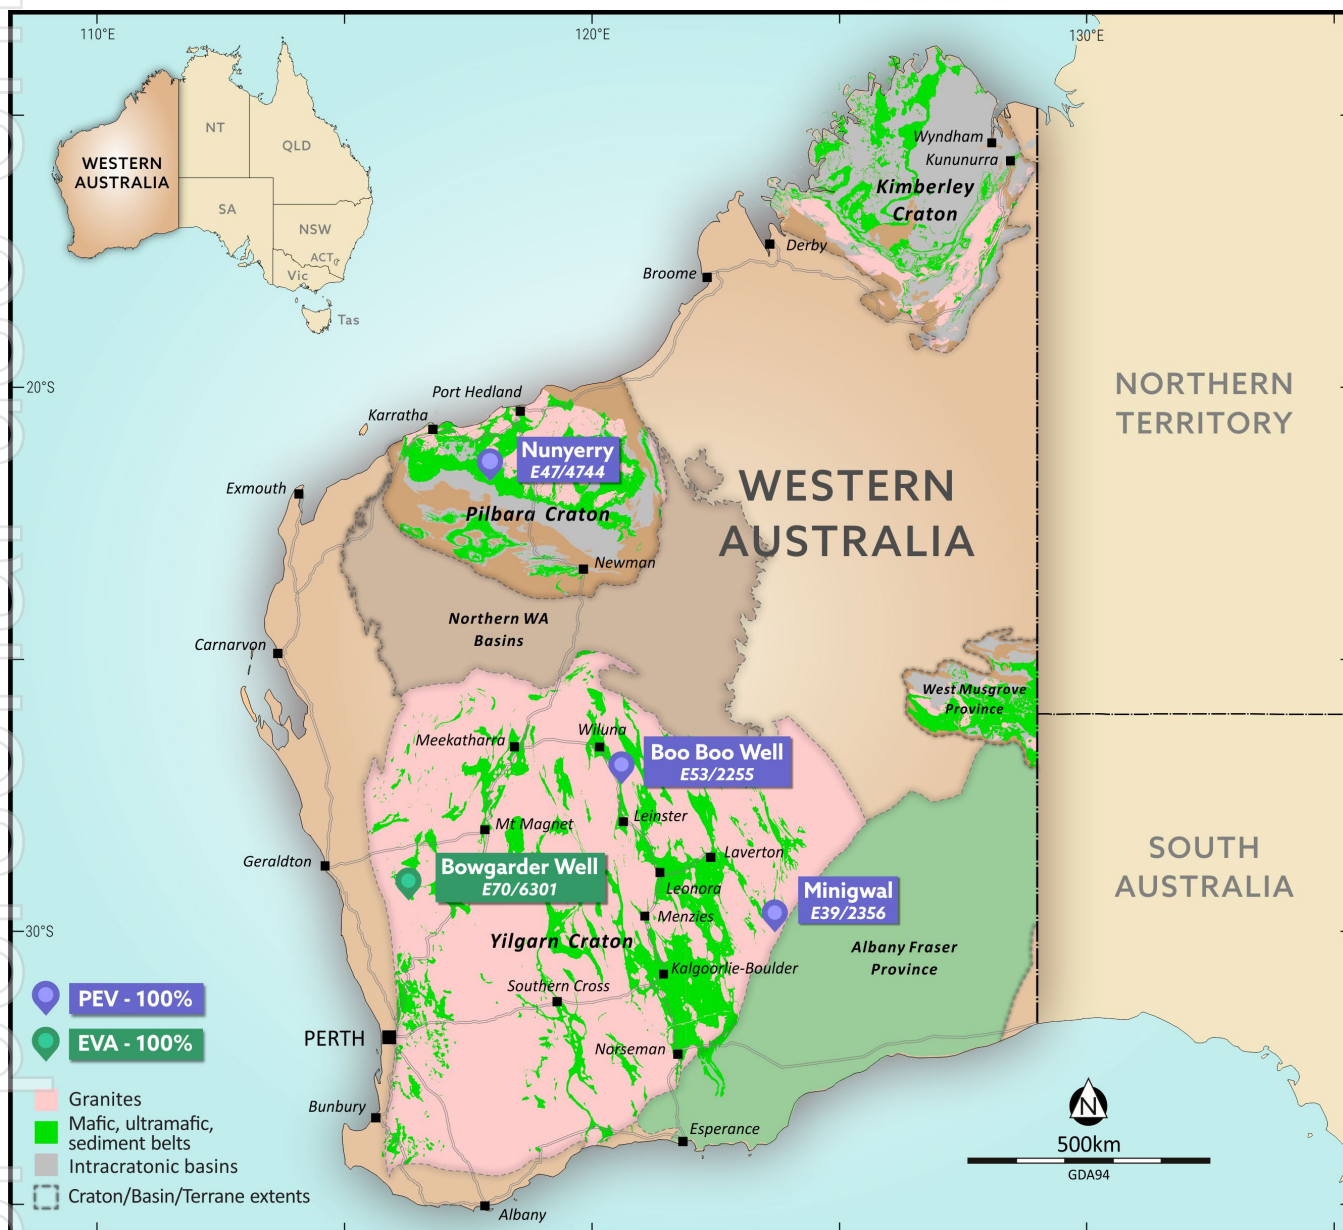 110°E
120°E
130°E
20°S
30°S
NT
QLD
WESTERN
AUSTRALIA
SA
NSW
ACT
Vic
Tas
Wyndham
Kununurra
Kimberley
Craton
Derby
Broome
Port Hedland
Karratha
Nunyerry
E47/4744
Exmouth
Pilbara Craton
Newman
WESTERN
AUSTRALIA
NORTHERN
TERRITORY
Northern WA
Basins
Carnarvon
West Musgrove
Province
Meekatharra
Wiluna
Boo Boo Well
E53/2255
Mt Magnet
Leinster
Geraldton
Bowgarder Well
E70/6301
Laverton
Leonora
Minigwal
E39/2356
Menzies
SOUTH
AUSTRALIA
Yilgarn Craton
Albany Fraser
Province
Kalgoorlie-Boulder
Southern Cross
PERTH
Norseman
Bunbury
Esperance
Albany
PEV - 100%
EVA - 100%
Granites
Mafic, ultramafic,
sediment belts
Intracratonic basins
Craton/Basin/Terrane extents
N
500km
GDA94